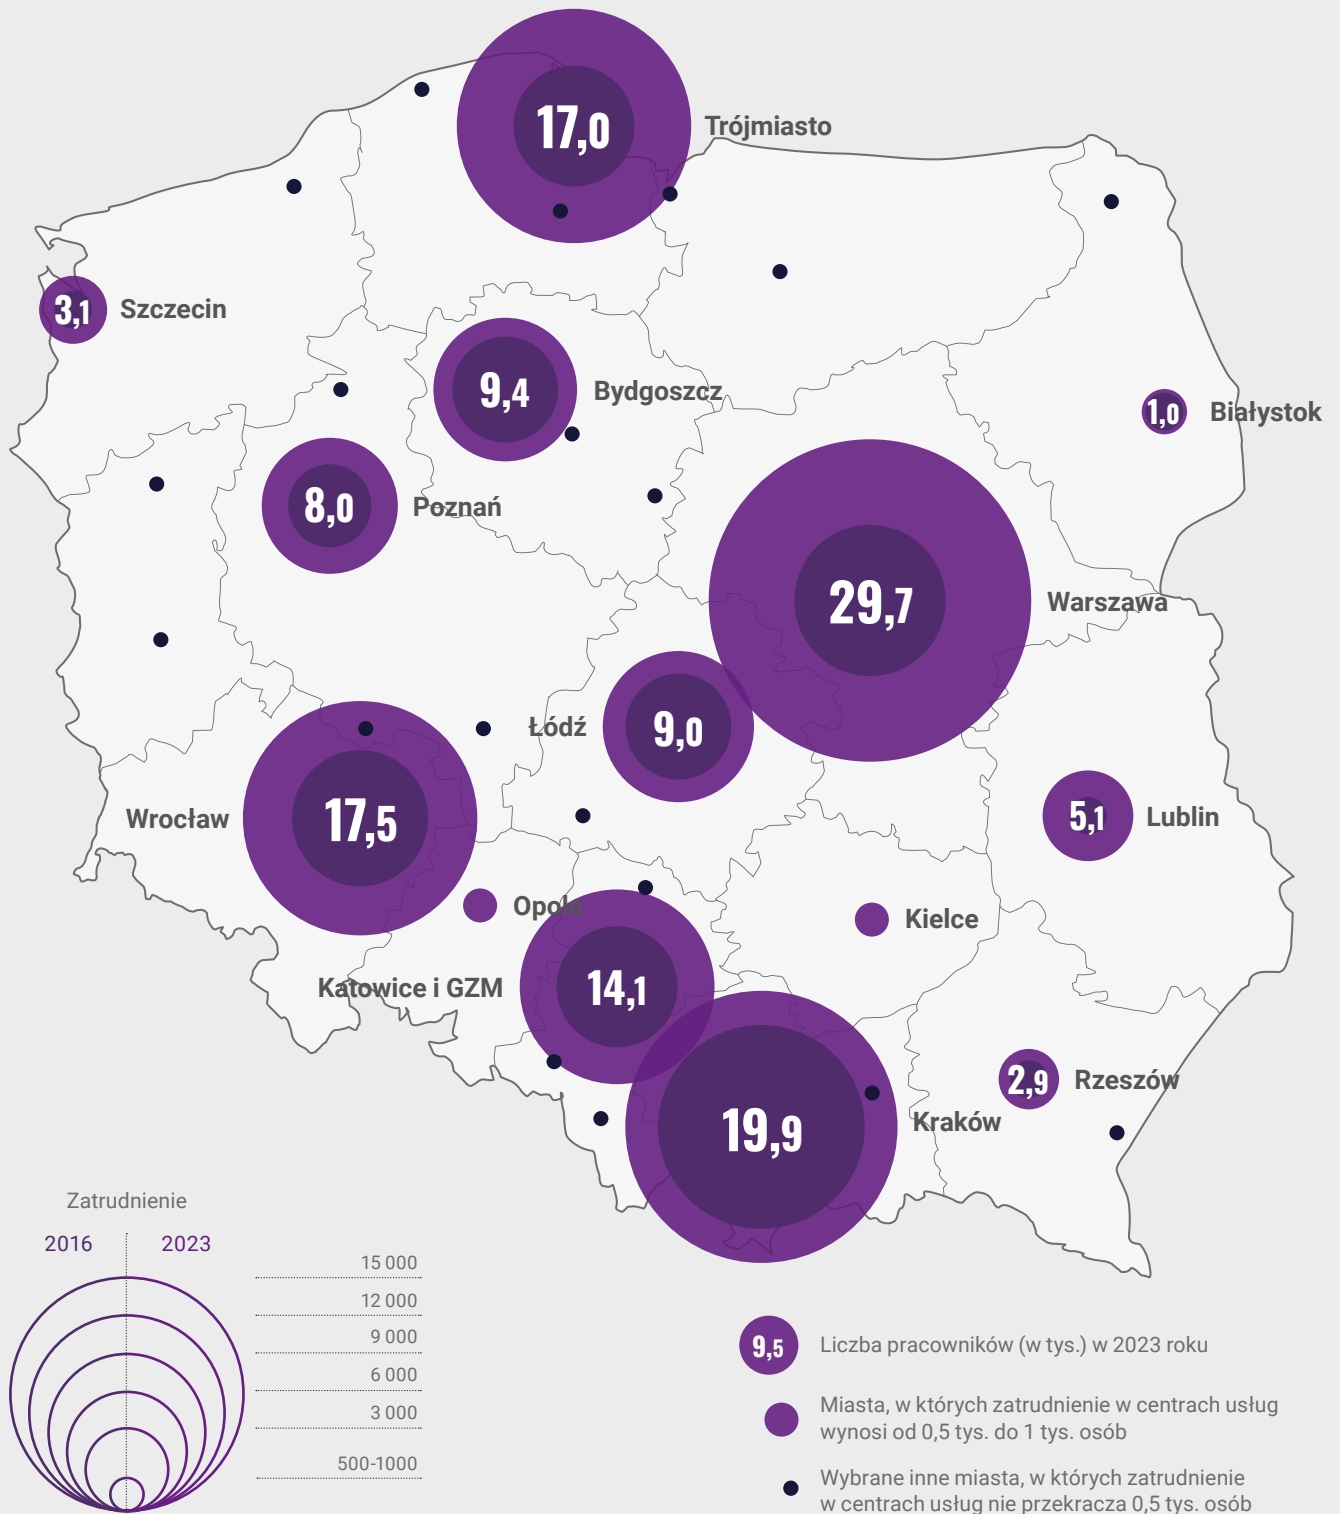 17,0
Trójmiasto
3,1
Szczecin
9,4
Bydgoszcz
1,0
Białystok
8,0
Poznań
29,7
Warszawa
Łódź
9,0
Wrocław
17,5
5,1
Lublin
Opole
Kielce
Katowice i GZM
14,1
2,9
Rzeszów
19,9
Kraków
Zatrudnienie
2016
2023
15 000
12 000
9 000
6 000
3 000
500-1000
9,5
Liczba pracowników (w tys.) w 2023 roku
Miasta, w których zatrudnienie w centrach usług
wynosi od 0,5 tys. do 1 tys. osób
Wybrane inne miasta, w których zatrudnienie
w centrach usług nie przekracza 0,5 tys. osób